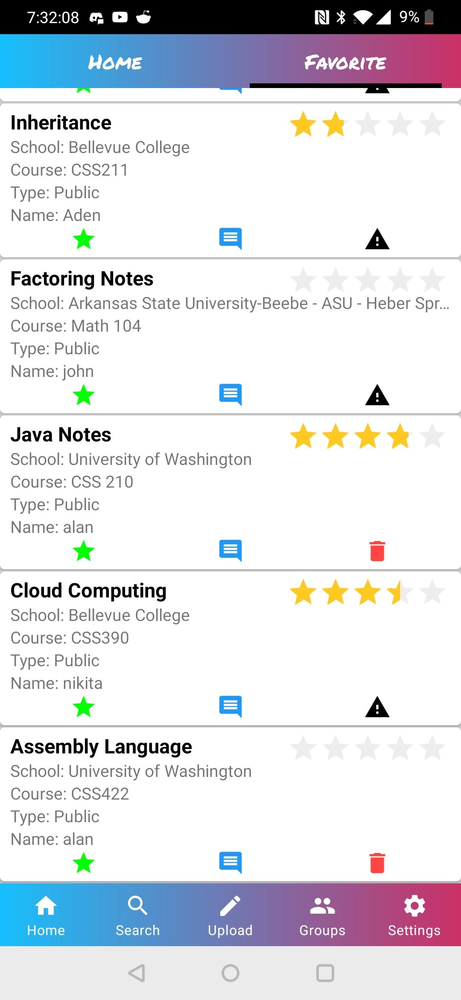 7:32:08 9%
Home Favorite
Inheritance
School: Bellevue College
Course: CSS211
Type: Public
Name: Aden
Factoring Notes
School: Arkansas State University-Beebe - ASU - Heber Spr...
Course: Math 104
Type: Public
Name: john
Java Notes
School: University of Washington
Course: CSS 210
Type: Public
Name: alan
Cloud Computing
School: Bellevue College
Course: CSS390
Type: Public
Name: nikita
Assembly Language
School: University of Washington
Course: CSS422
Type: Public
Name: alan
Home Search Upload Groups Settings